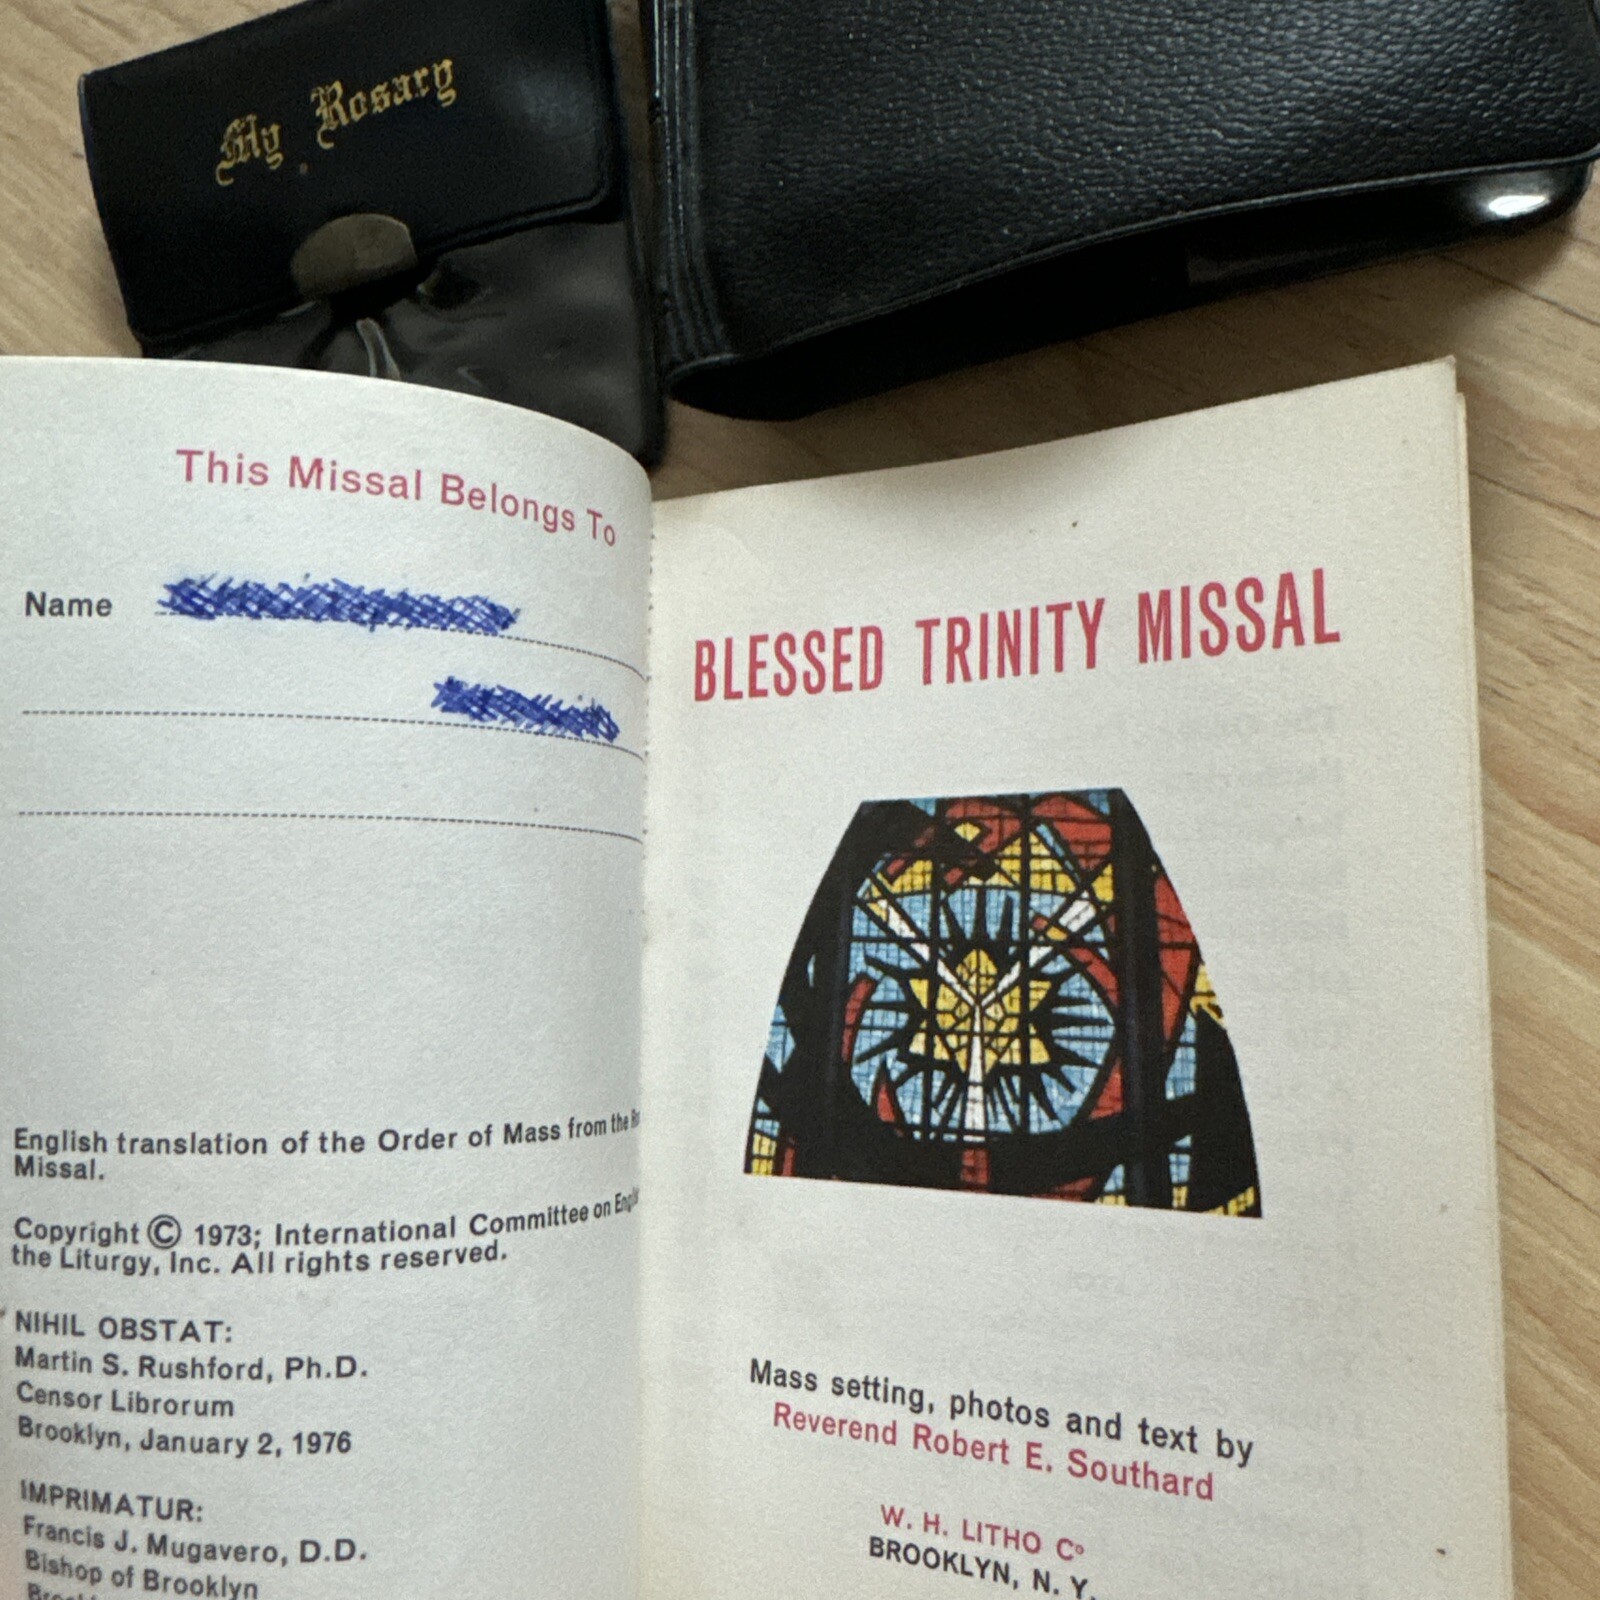 My Rosary
This Missal Belongs To
Name
English translation of the Order of Mass from the
Missal.
Copyright © 1973; International Committee on
the Liturgy, Inc. All rights reserved.
NIHIL OBSTAT:
Martin S. Rushford, Ph.D.
Censor Librorum
Brooklyn, January 2, 1976
IMPRIMATUR:
Francis J. Mugavero, D.D.
Bishop of Brooklyn
BLESSED TRINITY MISSAL
Mass setting, photos and text by
Reverend Robert E. Southard
W. H. LITHO Cº
BROOKLYN, N. Y.